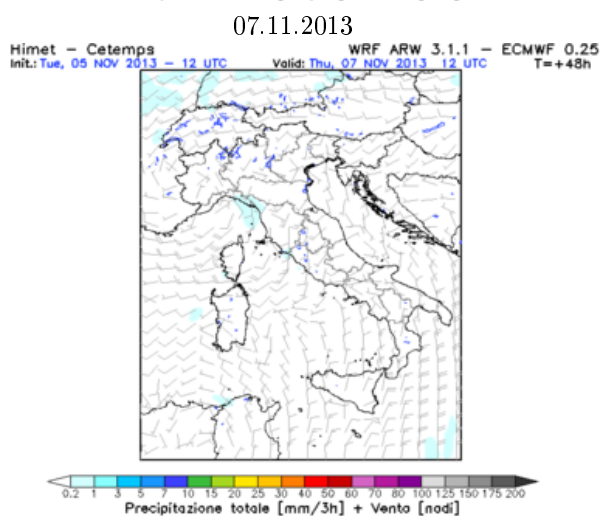 07.11.2013
Himet - Cetemps WRF ARW 3.1.1 - ECMWF 0.25
Init.: Tue, 05 NOV 2013 - 12 UTC Valid: Thu, 07 NOV 2013 12 UTC T=+48h
0.2 1 3 5 7 10 15 20 25 30 40 50 60 70 80 100 125 150 175 200
Precipitazione totale [mm/3h] + Vento [nodi]